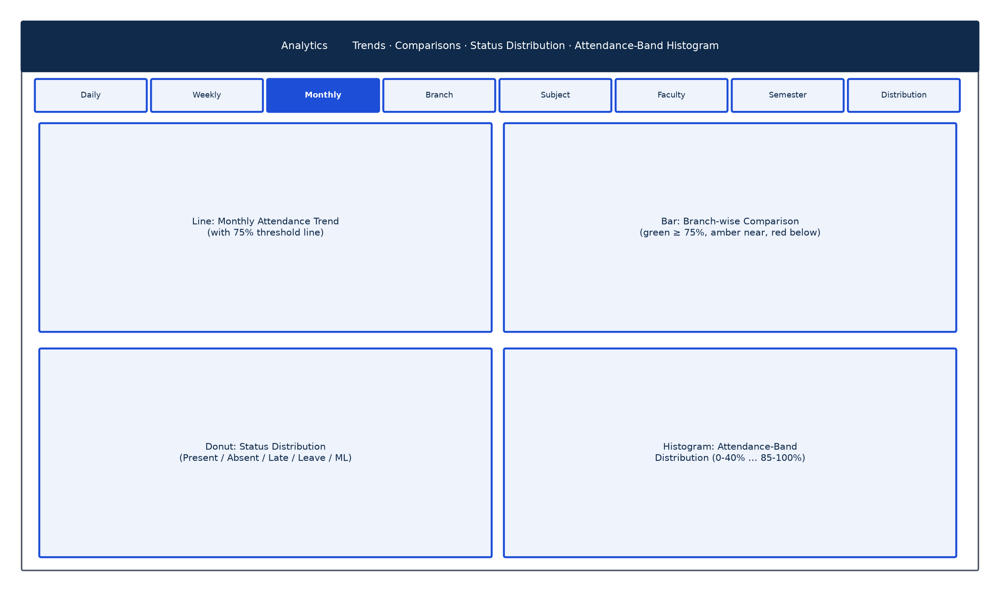 Analytics Trends · Comparisons · Status Distribution · Attendance-Band Histogram
Daily
Weekly
Monthly
Branch
Subject
Faculty
Semester
Distribution
Line: Monthly Attendance Trend
(with 75% threshold line)
Bar: Branch-wise Comparison
(green ≥ 75%, amber near, red below)
Donut: Status Distribution
(Present / Absent / Late / Leave / ML)
Histogram: Attendance-Band
Distribution (0-40% … 85-100%)